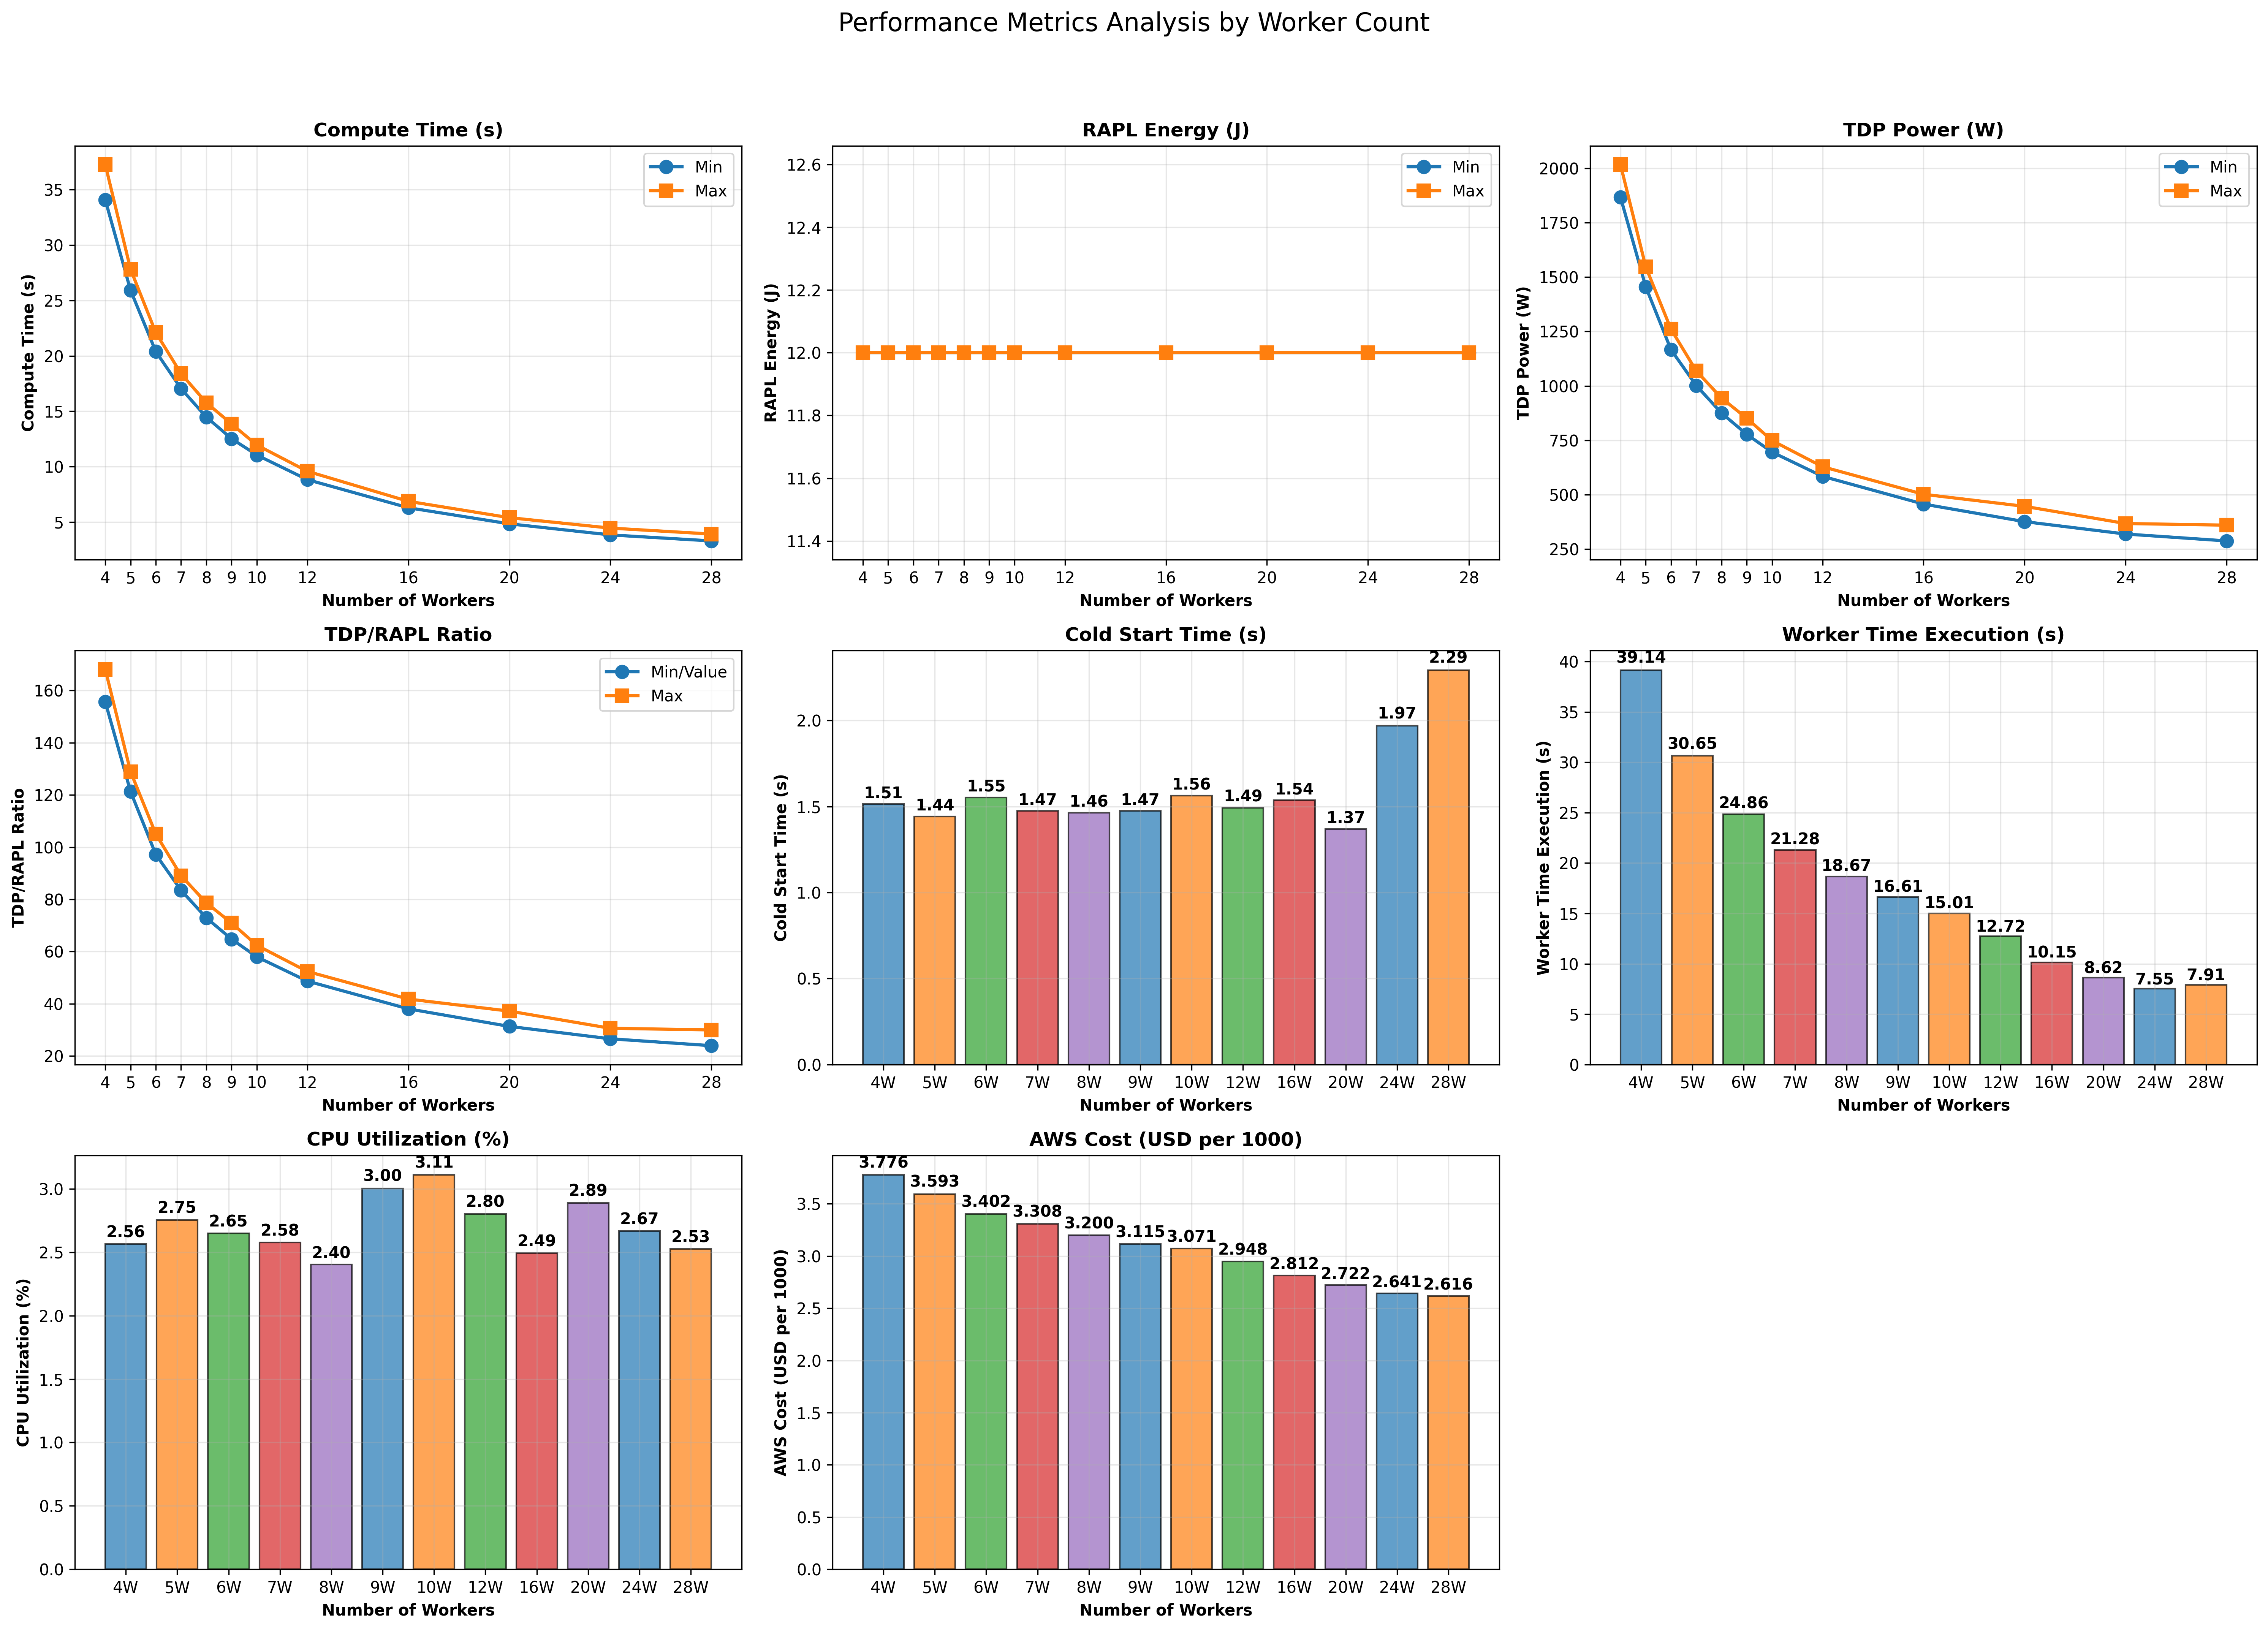 Performance Metrics Analysis by Worker Count
Compute Time (s)
Compute Time (s)
35
30
25
20
15
10
5
Min
Max
4 5 6 7 8 9 10 12 16 20 24 28
Number of Workers
RAPL Energy (J)
RAPL Energy (J)
12.6
12.4
12.2
12.0
11.8
11.6
11.4
Min
Max
4 5 6 7 8 9 10 12 16 20 24 28
Number of Workers
TDP Power (W)
TDP Power (W)
2000
1750
1500
1250
1000
750
500
250
Min
Max
4 5 6 7 8 9 10 12 16 20 24 28
Number of Workers
TDP/RAPL Ratio
TDP/RAPL Ratio
160
140
120
100
80
60
40
20
Min/Value
Max
4 5 6 7 8 9 10 12 16 20 24 28
Number of Workers
Cold Start Time (s)
Cold Start Time (s)
2.0
1.5
1.0
0.5
0.0
1.51 1.44 1.55 1.47 1.46 1.47 1.56 1.49 1.54 1.37 1.97 2.29
4W 5W 6W 7W 8W 9W 10W 12W 16W 20W 24W 28W
Number of Workers
Worker Time Execution (s)
Worker Time Execution (s)
40
35
30
25
20
15
10
5
0
39.14 30.65 24.86 21.28 18.67 16.61 15.01 12.72 10.15 8.62 7.55 7.91
4W 5W 6W 7W 8W 9W 10W 12W 16W 20W 24W 28W
Number of Workers
CPU Utilization (%)
CPU Utilization (%)
3.0
2.5
2.0
1.5
1.0
0.5
0.0
2.56 2.75 2.65 2.58 2.40 3.00 3.11 2.80 2.49 2.89 2.67 2.53
4W 5W 6W 7W 8W 9W 10W 12W 16W 20W 24W 28W
Number of Workers
AWS Cost (USD per 1000)
AWS Cost (USD per 1000)
3.5
3.0
2.5
2.0
1.5
1.0
0.5
0.0
3.776 3.593 3.402 3.308 3.200 3.115 3.071 2.948 2.812 2.722 2.641 2.616
4W 5W 6W 7W 8W 9W 10W 12W 16W 20W 24W 28W
Number of Workers